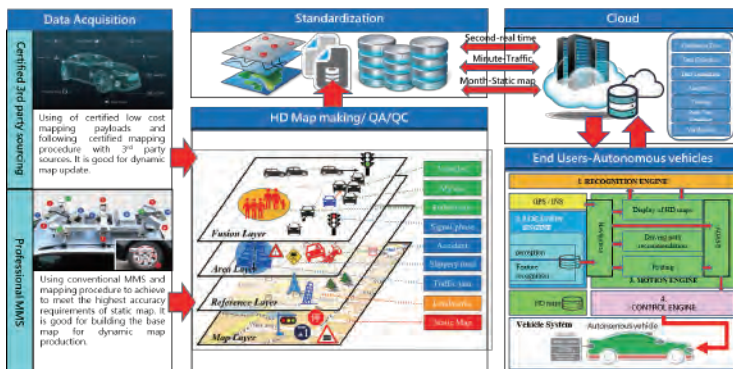 Data Acquisition
Certified 3rd party sourcing
Using of certified low cost
mapping payloads and
following certified mapping
procedure with 3rd party
sources. It is good for dynamic
map update.
Professional MMS
Using conventional MMS and
mapping procedure to achieve
to meet the highest accuracy
requirements of static map. It is
good for building the base
map for dynamic map
production.
Standardization
Second-real time
Minute-Traffic
Month-Static map
Cloud
HD Map making/ QA/QC
Fusion Layer
Area Layer
Reference Layer
Map Layer
Signal phase
Accident
Slippery road
Traffic jam
Landmarks
Static Map
End Users-Autonomous vehicles
1. RECOGNITION ENGINE
GPS / INS
perception
Feature
recognition
HD maps
Display of HD maps
Driving path
recommendations
Routing
3. MOTION ENGINE
4.
CONTROL ENGINE
Vehicle System
Autonomous vehicle